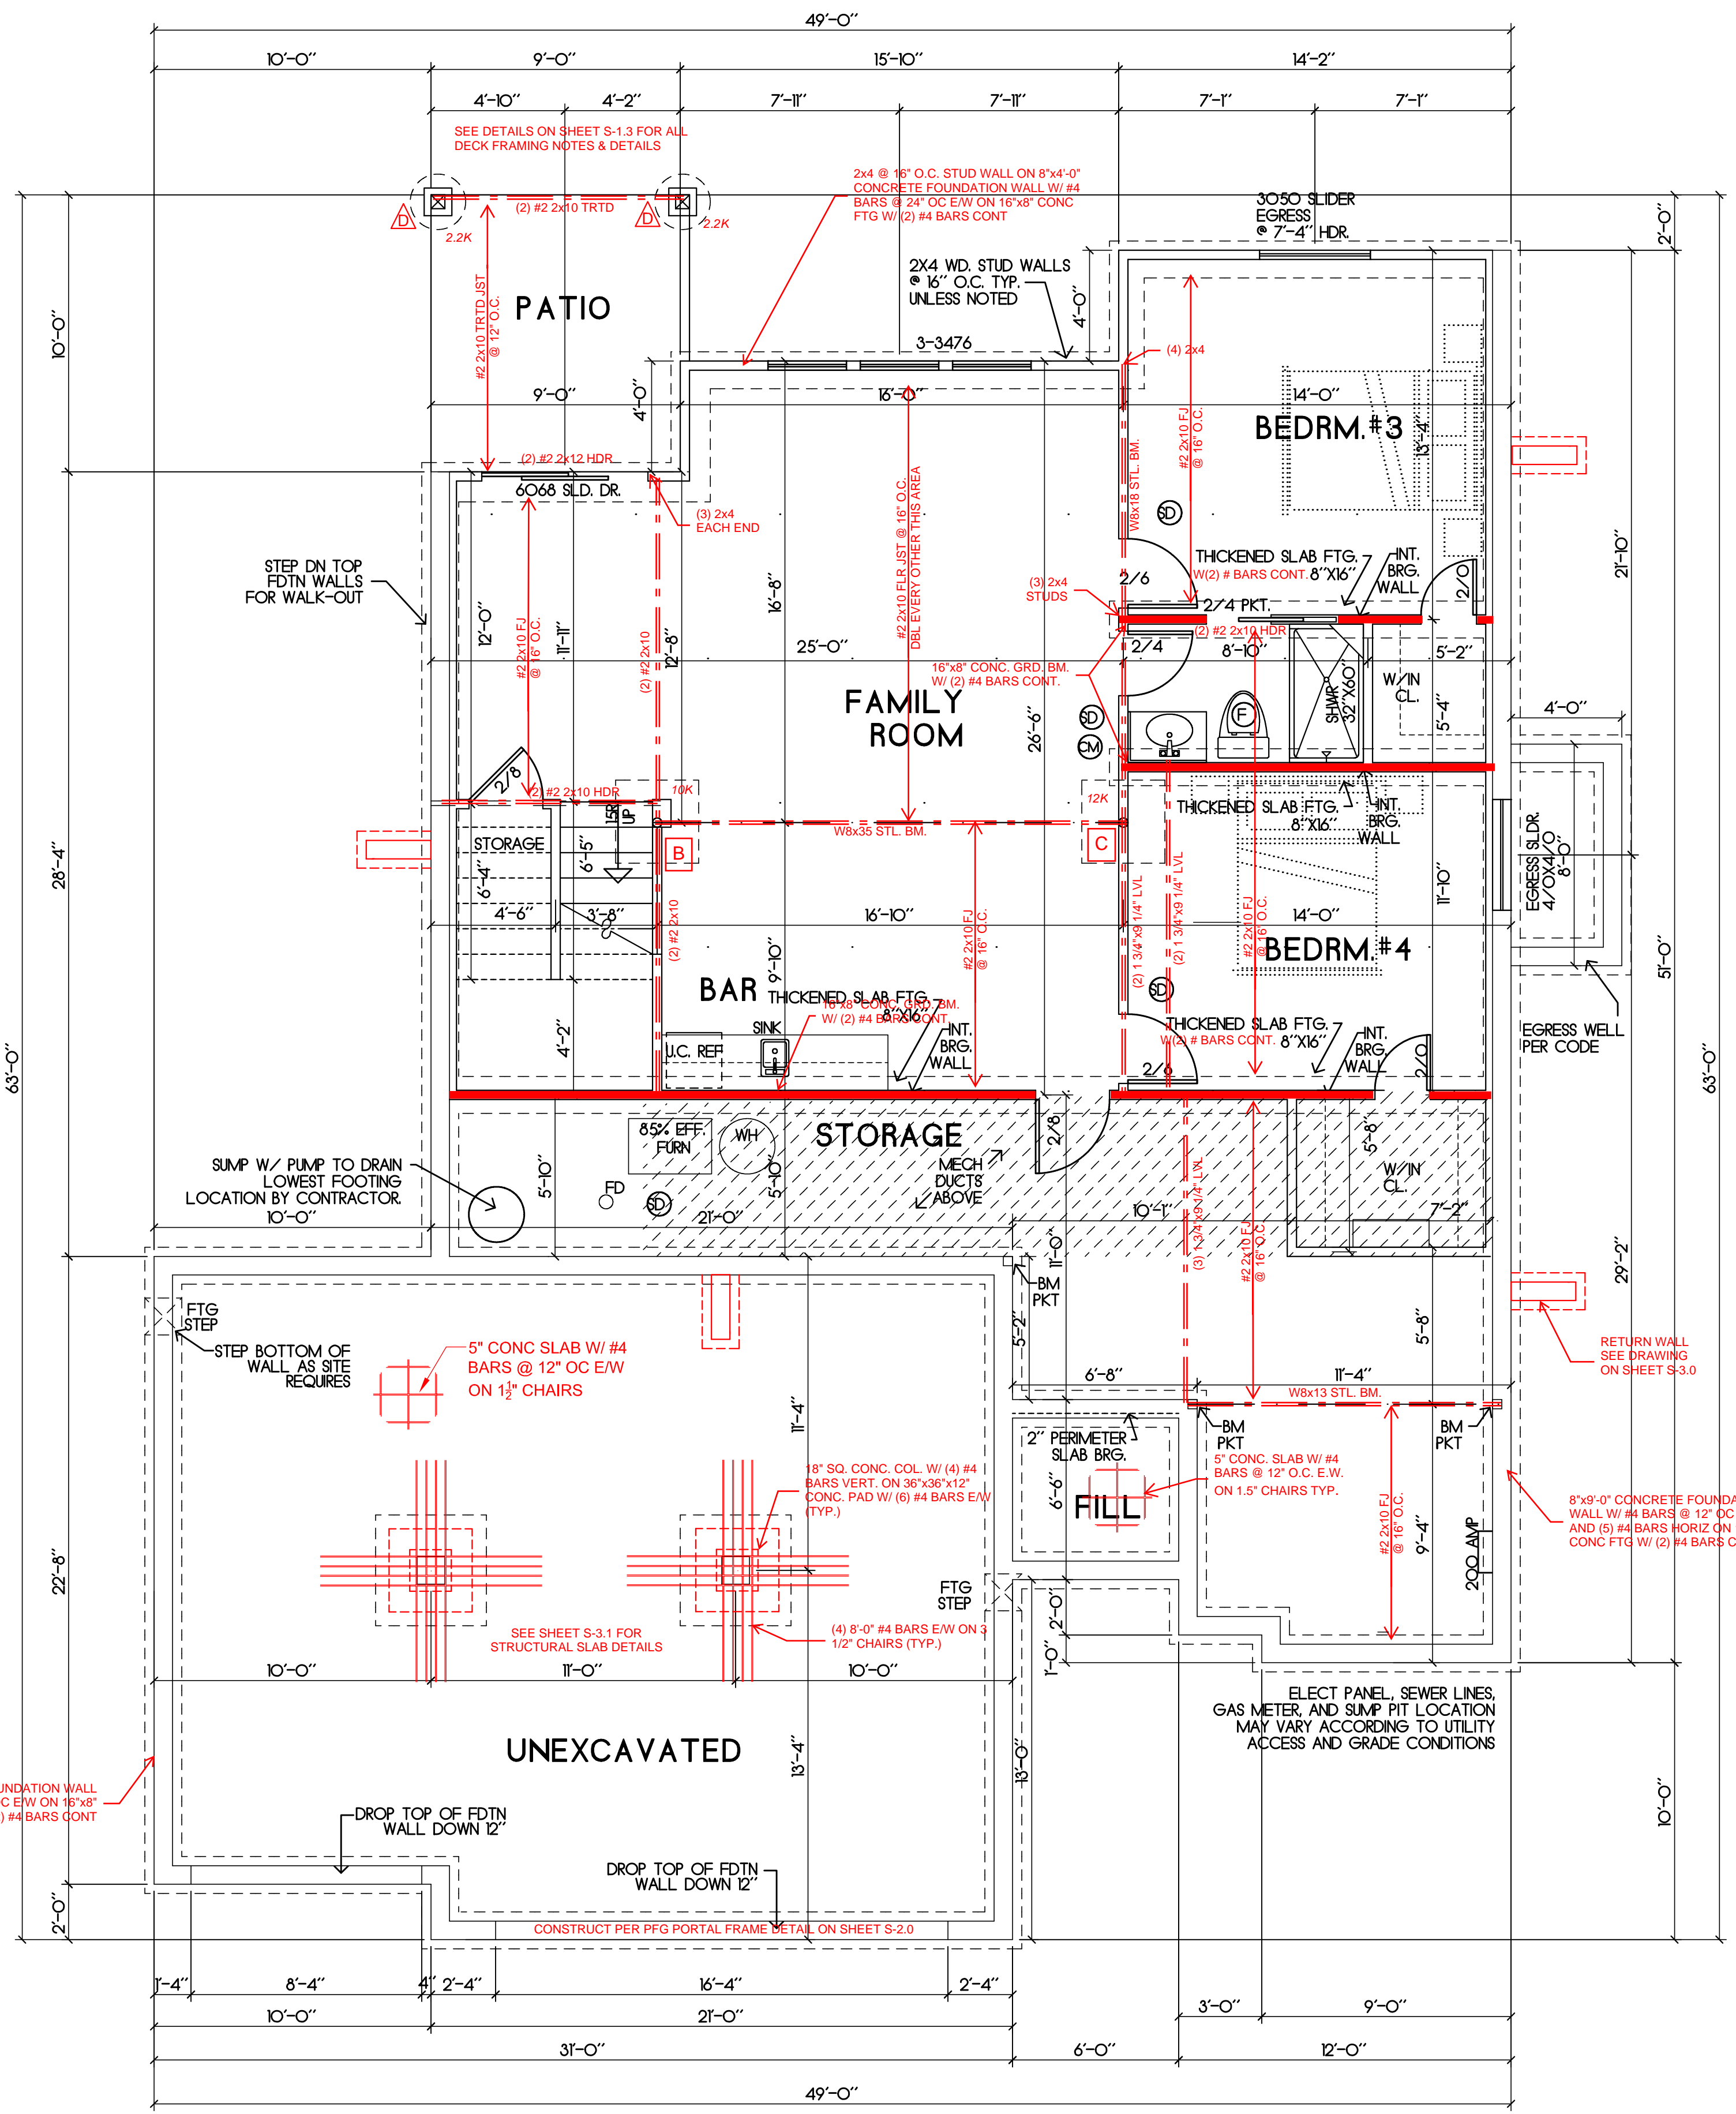 49'-0"
10'-0"
9'-0"
15'-10"
14'-2"
4'-10"
4'-2"
7'-11"
7'-11"
7'-1"
7'-1"
SEE DETAILS ON SHEET S-1.3 FOR ALL
DECK FRAMING NOTES & DETAILS
2x4 @ 16" O.C. STUD WALL ON 8"x4'-0"
CONCRETE FOUNDATION WALL W/ #4
BARS @ 24" OC E/W ON 16"x8" CONC
FTG W/ (2) #4 BARS CONT
3050 SLIDER
EGRESS
@ 7'-4" HDR.
2'-0"
(2) #2 2x10 TRTD
D
D
2.2K
2.2K
2X4 WD. STUD WALLS
@ 16" O.C. TYP.
UNLESS NOTED
4'-0"
PATIO
#2 2x10 TRTD JST
@ 12" O.C.
10'-0"
3-3476
(4) 2x4
9'-0"
4'-0"
16'-0"
14'-0"
BEDRM.#3
13'-4"
#2 2x10 FJ
@ 16" O.C.
(2) #2 2x12 HDR
6068 SLD. DR.
(3) 2x4
EACH END
W8x18 STL. BM.
SD
#2 2x10 FLR JST @ 16" O.C.
DBL EVERY OTHER THIS AREA
21'-10"
STEP DN TOP
FDTN WALLS
FOR WALK-OUT
THICKENED SLAB FTG.
W(2) # BARS CONT.
8"X16"
INT.
BRG.
WALL
2/0
(3) 2x4
STUDS
2/6
2/4 PKT.
(2) #2 2x10 HDR
12'-0"
#2 2x10 FJ
@ 16" O.C.
11'-11"
(2) #2 2x10
12'-8"
16'-8"
25'-0"
2/4
8'-10"
5'-2"
16"x8" CONC. GRD. BM.
W/ (2) #4 BARS CONT.
W/IN
CL.
SHWR
32"X60"
5'-4"
FAMILY
ROOM
26'-6"
SD
CM
F
4'-0"
2/8
(2) #2 2x10 HDR
15R
UP
10K
12K
THICKENED SLAB FTG.
8"X16"
INT.
BRG.
WALL
W8x35 STL. BM.
B
C
STORAGE
6'-4"
6'-5"
EGRESS SLDR.
4/0X4/0
8'-0"
28'-4"
11'-10"
4'-6"
3'-8"
16'-10"
14'-0"
(2) #2 2x10
#2 2x10 FJ
@ 16" O.C.
(2) 1 3/4"x9 1/4" LVL
(2) 1 3/4"x9 1/4" LVL
#2 2x10 FJ
@ 16" O.C.
BEDRM.#4
51'-0"
9'-10"
BAR
THICKENED SLAB FTG.
8"X16"
16"x8" CONC. GRD. BM.
W/ (2) #4 BARS CONT.
SD
SINK
U.C. REF
INT.
BRG.
WALL
THICKENED SLAB FTG.
W(2) # BARS CONT.
8"X16"
INT.
BRG.
WALL
2/0
EGRESS WELL
PER CODE
4'-2"
2/6
63'-0"
63'-0"
85% EFF.
FURN
WH
STORAGE
2/8
5'-8"
SUMP W/ PUMP TO DRAIN
LOWEST FOOTING
LOCATION BY CONTRACTOR.
5'-10"
5'-10"
FD
SD
MECH
DUCTS
ABOVE
W/IN
CL.
10'-0"
21'-0"
10'-1"
7'-2"
(3) 1 3/4"x9 1/4" LVL
#2 2x10 FJ
@ 16" O.C.
11'-0"
29'-2"
BM
PKT
FTG
STEP
STEP BOTTOM OF
WALL AS SITE
REQUIRES
5" CONC SLAB W/ #4
BARS @ 12" OC E/W
ON 1½" CHAIRS
5'-2"
5'-8"
RETURN WALL
SEE DRAWING
ON SHEET S-3.0
6'-8"
11'-4"
W8x13 STL. BM.
11'-4"
2" PERIMETER
SLAB BRG.
BM
PKT
BM
PKT
18" SQ. CONC. COL. W/ (4) #4
BARS VERT. ON 36"x36"x12"
CONC. PAD W/ (6) #4 BARS E/W
(TYP.)
5" CONC. SLAB W/ #4
BARS @ 12" O.C. E.W.
ON 1.5" CHAIRS TYP.
6'-6"
FILL
#2 2x10 FJ
@ 16" O.C.
9'-4"
200 AMP
8"x9'-0" CONCRETE FOUNDA
WALL W/ #4 BARS @ 12" OC
AND (5) #4 BARS HORIZ ON
CONC FTG W/ (2) #4 BARS C
22'-8"
FTG
STEP
2'-0"
SEE SHEET S-3.1 FOR
STRUCTURAL SLAB DETAILS
(4) 8'-0" #4 BARS E/W ON 3
1/2" CHAIRS (TYP.)
1'-0"
10'-0"
11'-0"
10'-0"
ELECT PANEL, SEWER LINES,
GAS METER, AND SUMP PIT LOCATION
MAY VARY ACCORDING TO UTILITY
ACCESS AND GRADE CONDITIONS
UNEXCAVATED
13'-4"
13'-0"
10'-0"
UNDATION WALL
C E/W ON 16"x8"
) #4 BARS CONT
DROP TOP OF FDTN
WALL DOWN 12"
DROP TOP OF FDTN
WALL DOWN 12"
2'-0"
CONSTRUCT PER PFG PORTAL FRAME DETAIL ON SHEET S-2.0
1'-4"
8'-4"
4"
2'-4"
16'-4"
2'-4"
10'-0"
21'-0"
3'-0"
9'-0"
31'-0"
6'-0"
12'-0"
49'-0"